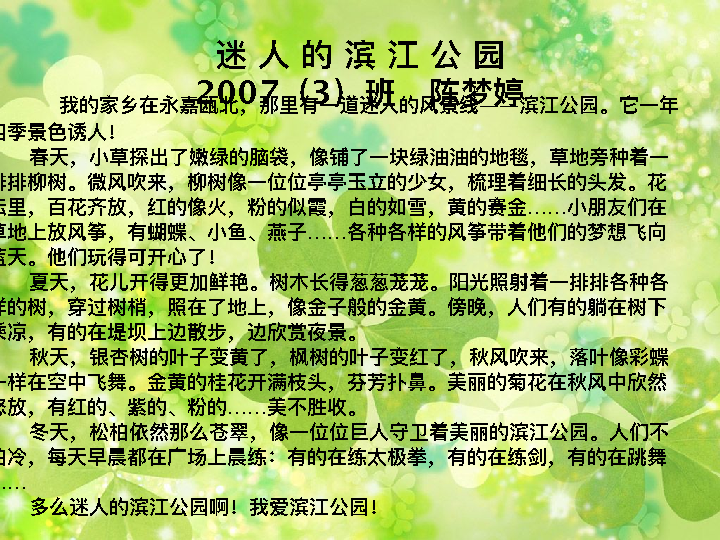 迷人的滨江公园
2007（3）班 陈梦婷
我的家乡在永嘉瓯北，那里有一道迷人的风景线——滨江公园。它一年
四季景色诱人！
春天，小草探出了嫩绿的脑袋，像铺了一块绿油油的地毯，草地旁种着一
排排柳树。微风吹来，柳树像一位位亭亭玉立的少女，梳理着细长的头发。花
坛里，百花齐放，红的像火，粉的似霞，白的如雪，黄的赛金……小朋友们在
草地上放风筝，有蝴蝶、小鱼、燕子……各种各样的风筝带着他们的梦想飞向
蓝天。他们玩得可开心了！
夏天，花儿开得更加鲜艳。树木长得葱葱茏茏。阳光照射着一排排各种各
样的树，穿过树梢，照在了地上，像金子般的金黄。傍晚，人们有的躺在树下
乘凉，有的在堤坝上边散步，边欣赏夜景。
秋天，银杏树的叶子变黄了，枫树的叶子变红了，秋风吹来，落叶像彩蝶
一样在空中飞舞。金黄的桂花开满枝头，芬芳扑鼻。美丽的菊花在秋风中欣然
怒放，有红的、紫的、粉的……美不胜收。
冬天，松柏依然那么苍翠，像一位位巨人守卫着美丽的滨江公园。人们不
怕冷，每天早晨都在广场上晨练：有的在练太极拳，有的在练剑，有的在跳舞
……
多么迷人的滨江公园啊！我爱滨江公园！